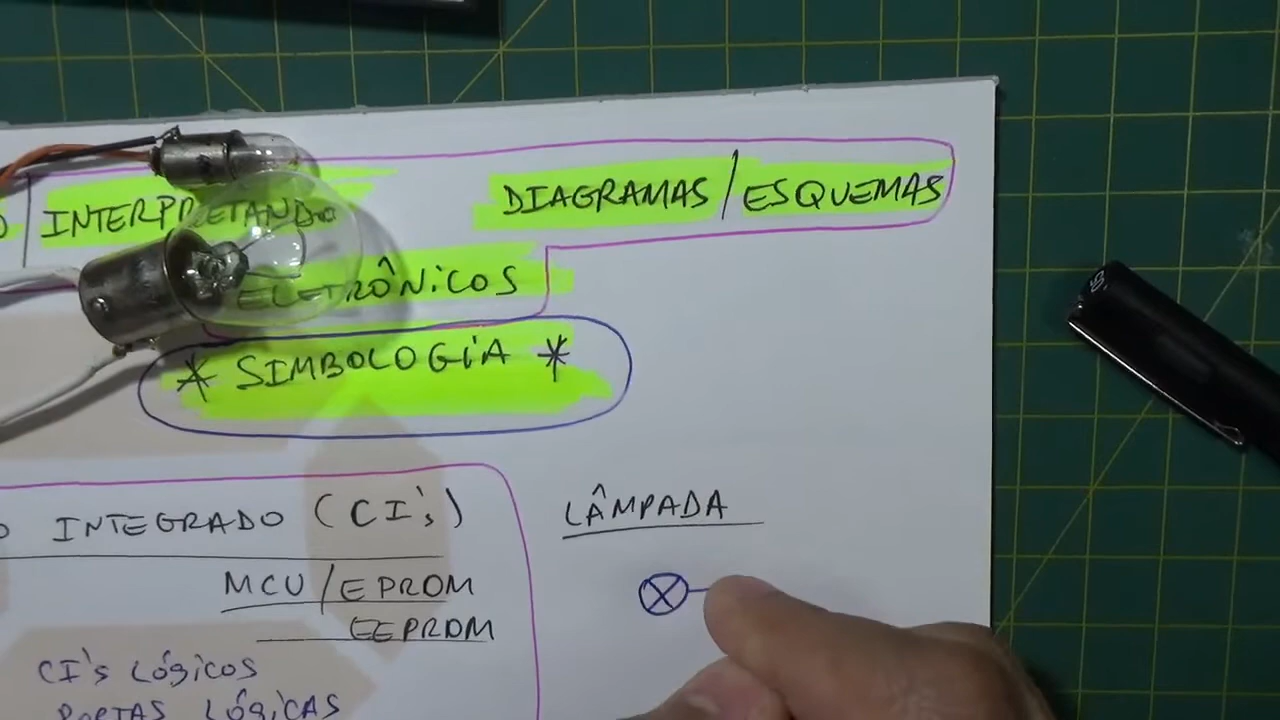 INTERPRETANDO DIAGRAMAS/ESQUEMAS
ELETRÔNICOS
* SIMBOLOGIA *
INTEGRADO (CI's)
LÂMPADA
MCU/EPROM
EEPROM
CI's LÓGICOS
PORTAS LÓGICAS